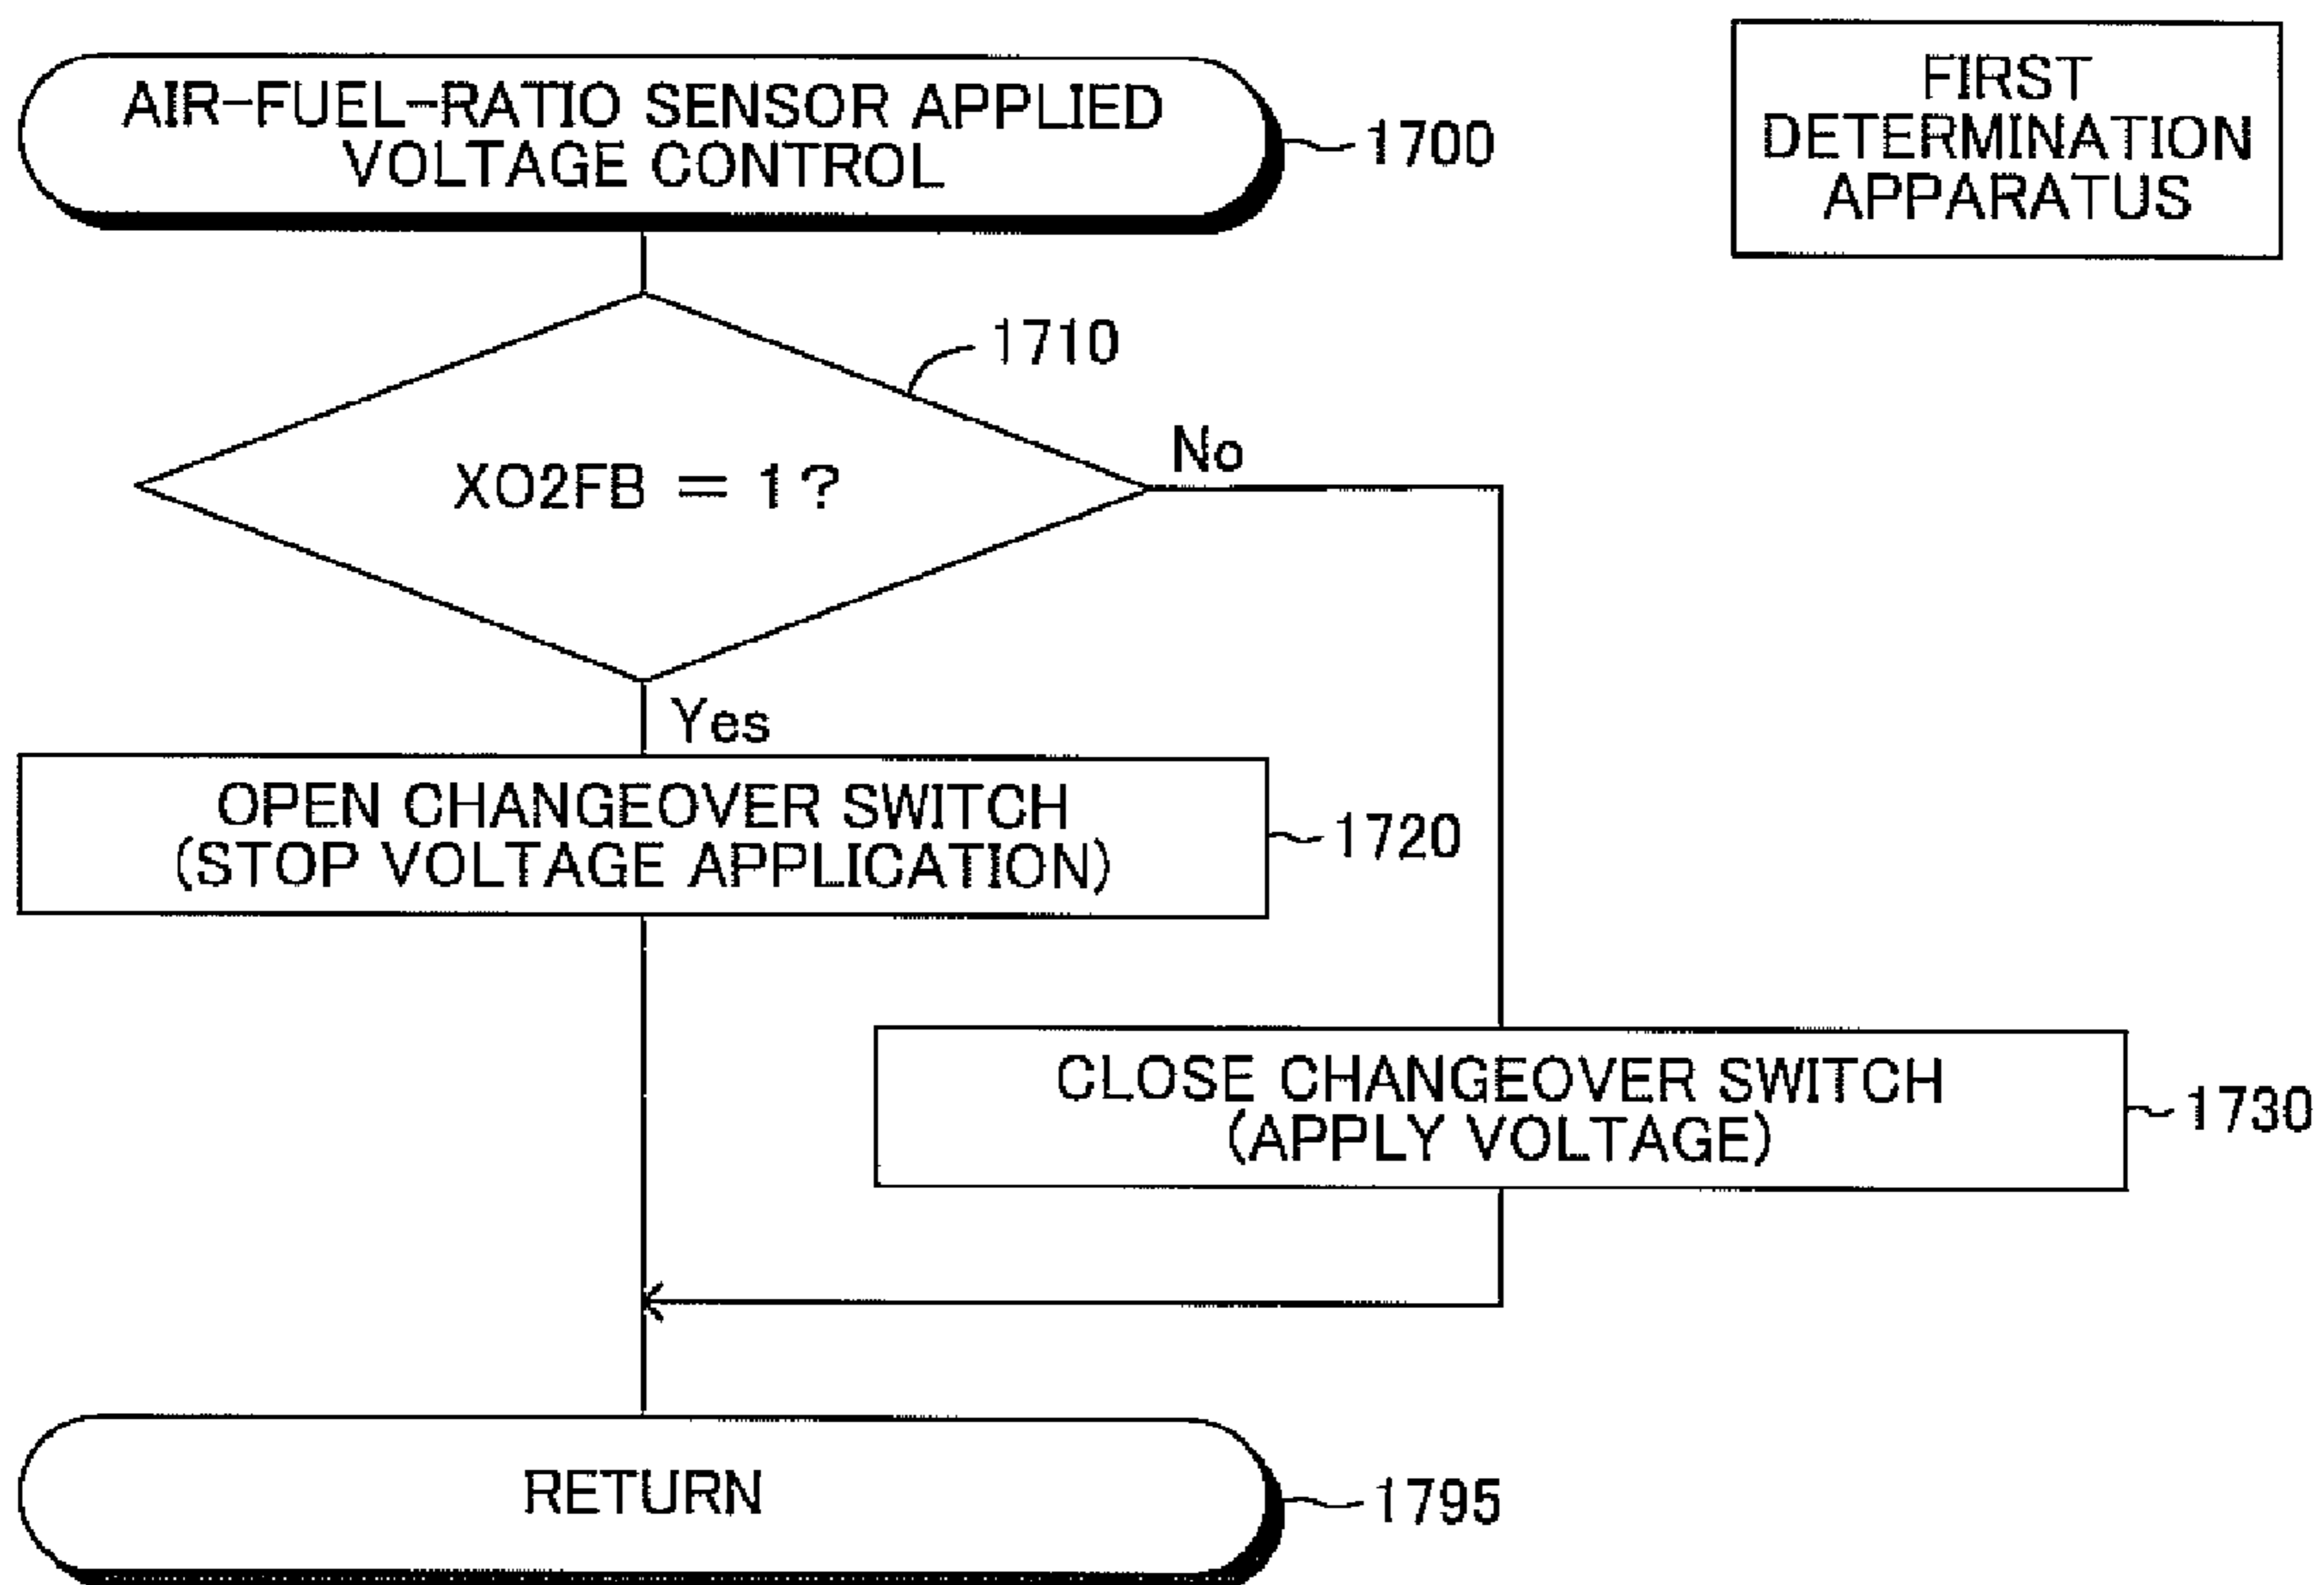 AIR-FUEL-RATIO SENSOR APPLIED
VOLTAGE CONTROL
1700
FIRST
DETERMINATION
APPARATUS
1710
XO2FB = 1?
No
Yes
OPEN CHANGEOVER SWITCH
(STOP VOLTAGE APPLICATION)
1720
CLOSE CHANGEOVER SWITCH
(APPLY VOLTAGE)
1730
RETURN
1795